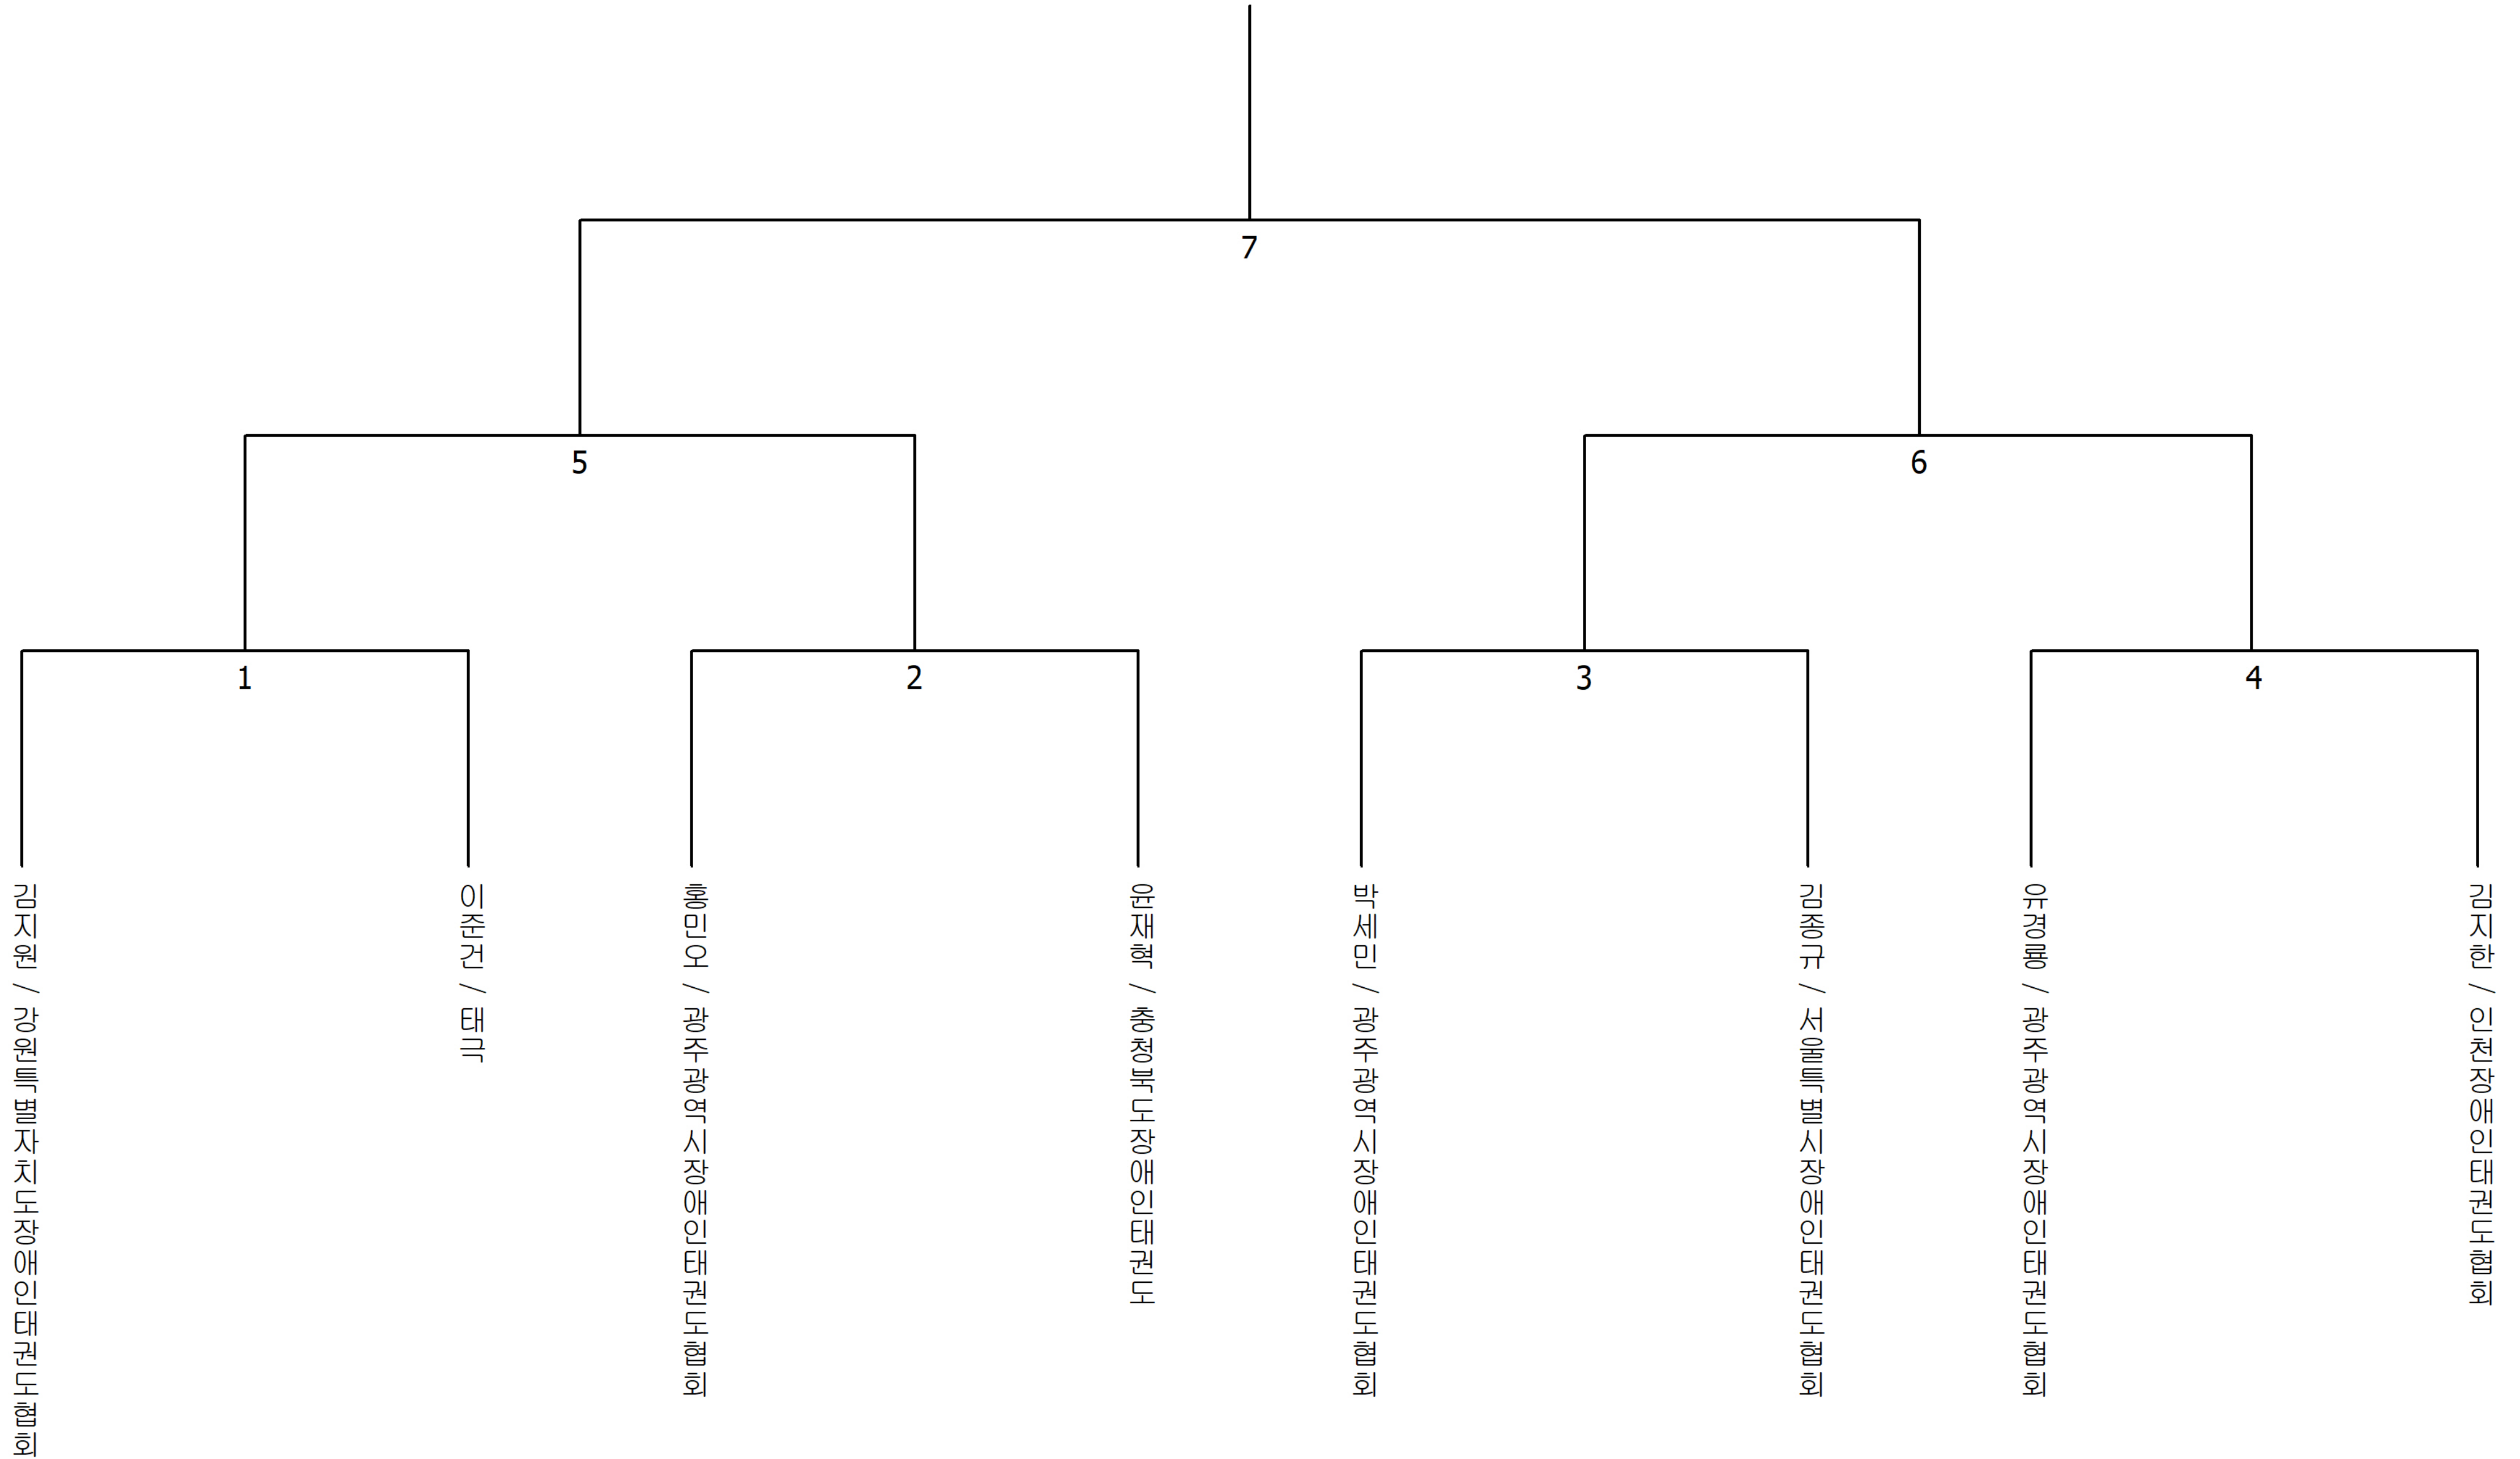 7
5
6
1
2
3
4
김지원 / 강원특별자치도장애인태권도협회
이준건 / 태극
홍민오 / 광주광역시장애인태권도협회
윤재혁 / 충청북도장애인태권도
박세민 / 광주광역시장애인태권도협회
김종규 / 서울특별시장애인태권도협회
유경룡 / 광주광역시장애인태권도협회
김지한 / 인천장애인태권도협회